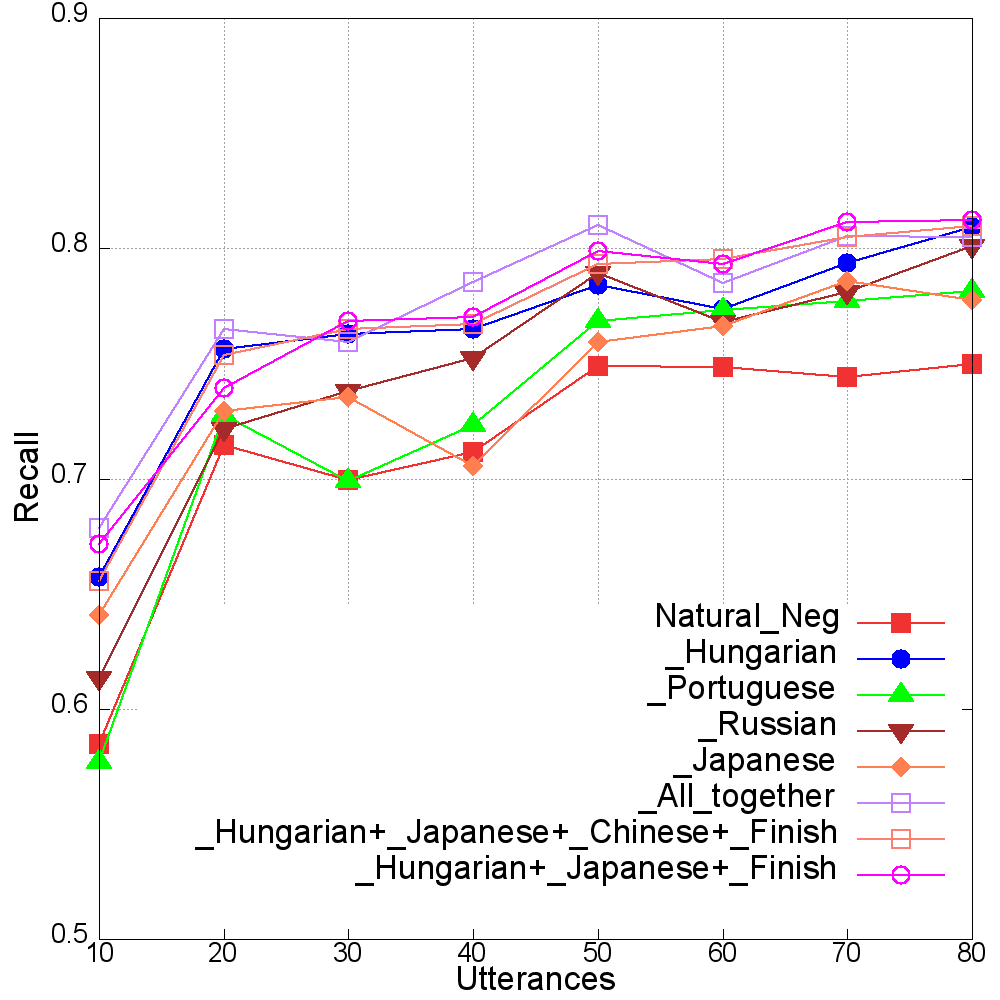 0.9
0.8
0.7
0.6
0.5
Recall
Natural_Neg
_Hungarian
_Portuguese
_Russian
_Japanese
_All_together
_Hungarian+_Japanese+_Chinese+_Finish
_Hungarian+_Japanese+_Finish
10 20 30 40 50 60 70 80
Utterances